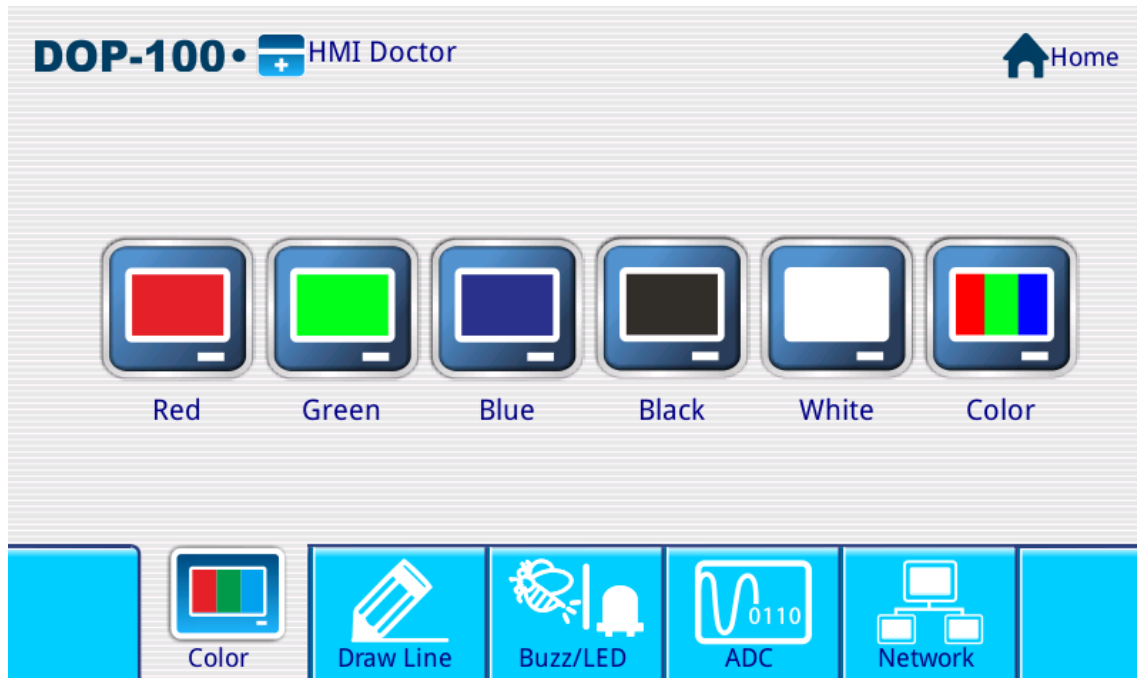 DOP-100• HMI Doctor
Home
Red Green Blue Black White Color
0110
Color Draw Line Buzz/LED ADC Network